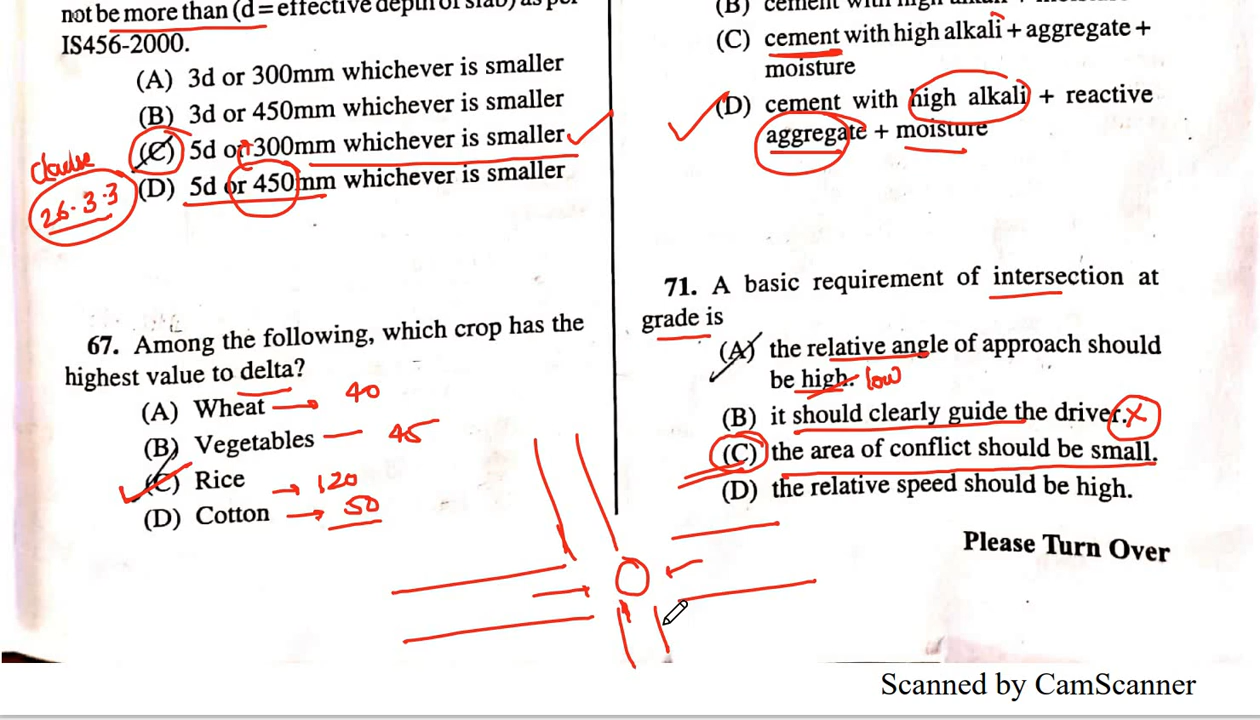 not be more than (d = effective depth of slab) as per
IS456-2000.
(A) 3d or 300mm whichever is smaller
(B) 3d or 450mm whichever is smaller
(C) 5d or 300mm whichever is smaller
(D) 5d or 450mm whichever is smaller
clause
26.3.3
67. Among the following, which crop has the
highest value to delta?
(A) Wheat 40
(B) Vegetables 45
(C) Rice 120
(D) Cotton 50
(B) cement with high
(C) cement with high alkali + aggregate +
moisture
(D) cement with high alkali + reactive
aggregate + moisture
71. A basic requirement of intersection at
grade is
(A) the relative angle of approach should
be high. low
(B) it should clearly guide the driver.
(C) the area of conflict should be small.
(D) the relative speed should be high.
Please Turn Over
Scanned by CamScanner